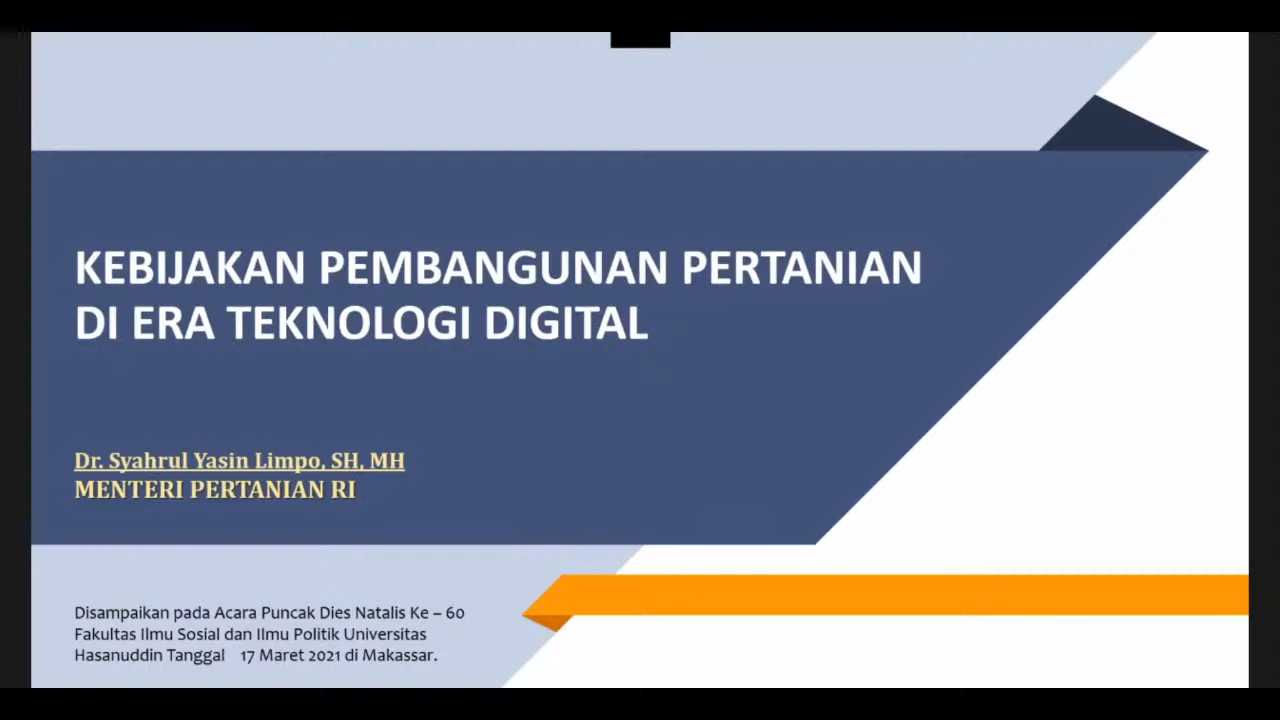 KEBIJAKAN PEMBANGUNAN PERTANIAN
DI ERA TEKNOLOGI DIGITAL
Dr. Syahrul Yasin Limpo, SH, MH
MENTERI PERTANIAN RI
Disampaikan pada Acara Puncak Dies Natalis Ke – 60
Fakultas Ilmu Sosial dan Ilmu Politik Universitas
Hasanuddin Tanggal 17 Maret 2021 di Makassar.